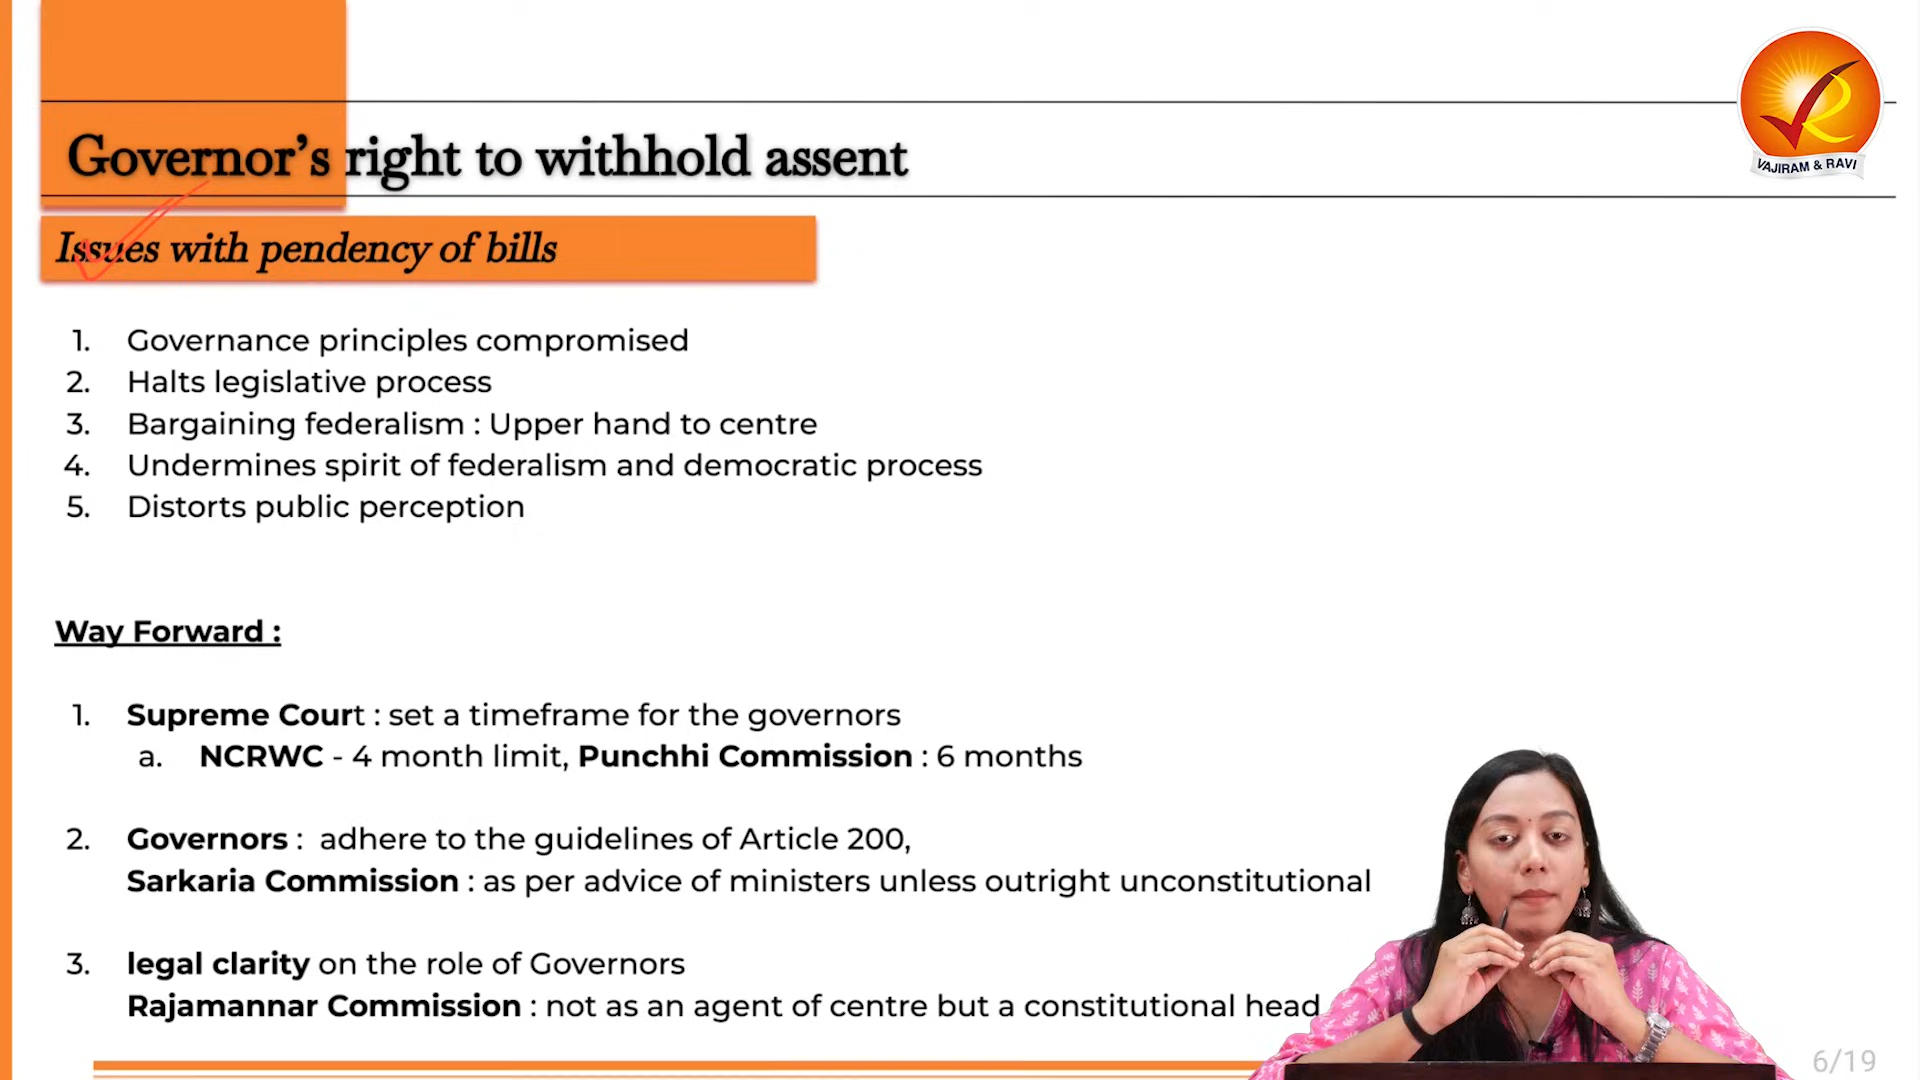 Governor’s right to withhold assent
VAJIRAM & RAVI
Issues with pendency of bills
1. Governance principles compromised
2. Halts legislative process
3. Bargaining federalism : Upper hand to centre
4. Undermines spirit of federalism and democratic process
5. Distorts public perception
Way Forward :
1. Supreme Court : set a timeframe for the governors
a. NCRWC - 4 month limit, Punchhi Commission : 6 months
2. Governors : adhere to the guidelines of Article 200,
Sarkaria Commission : as per advice of ministers unless outright unconstitutional
3. legal clarity on the role of Governors
Rajamannar Commission : not as an agent of centre but a constitutional head
6/19